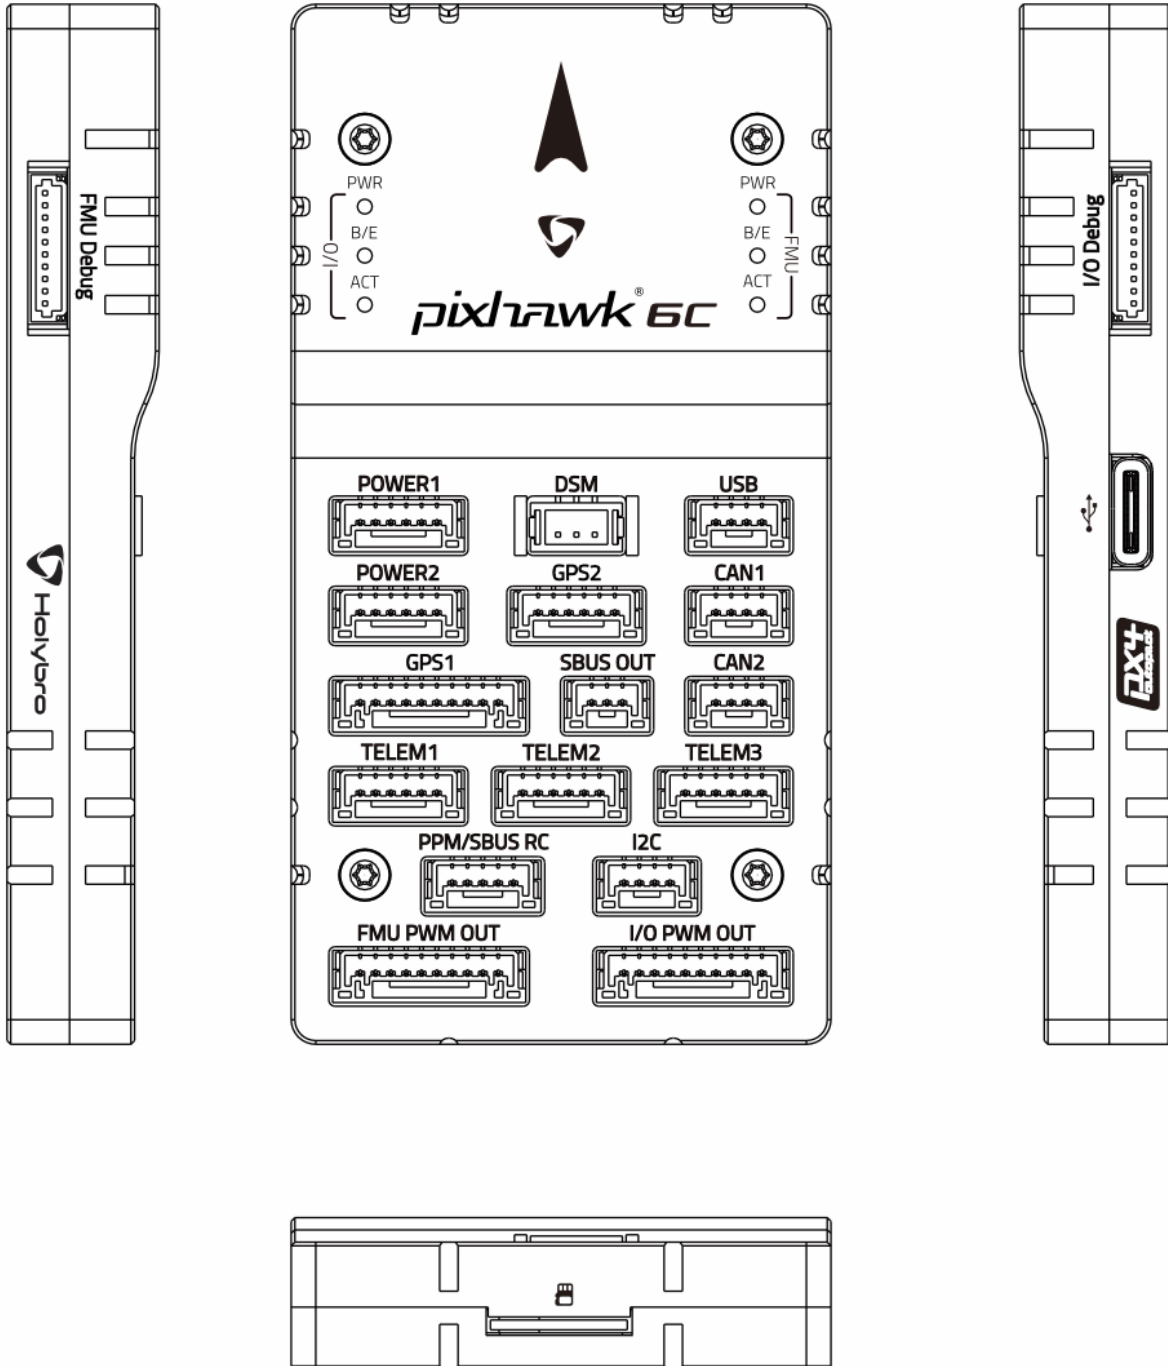 FMU Debug
Holybro
PWR
B/E
ACT
I/O
PWR
B/E
ACT
FMU
pixhawk® 6C
POWER1
DSM
USB
POWER2
GPS2
CAN1
GPS1
SBUS OUT
CAN2
TELEM1
TELEM2
TELEM3
PPM/SBUS RC
I2C
FMU PWM OUT
I/O PWM OUT
I/O Debug
px4
autopilot